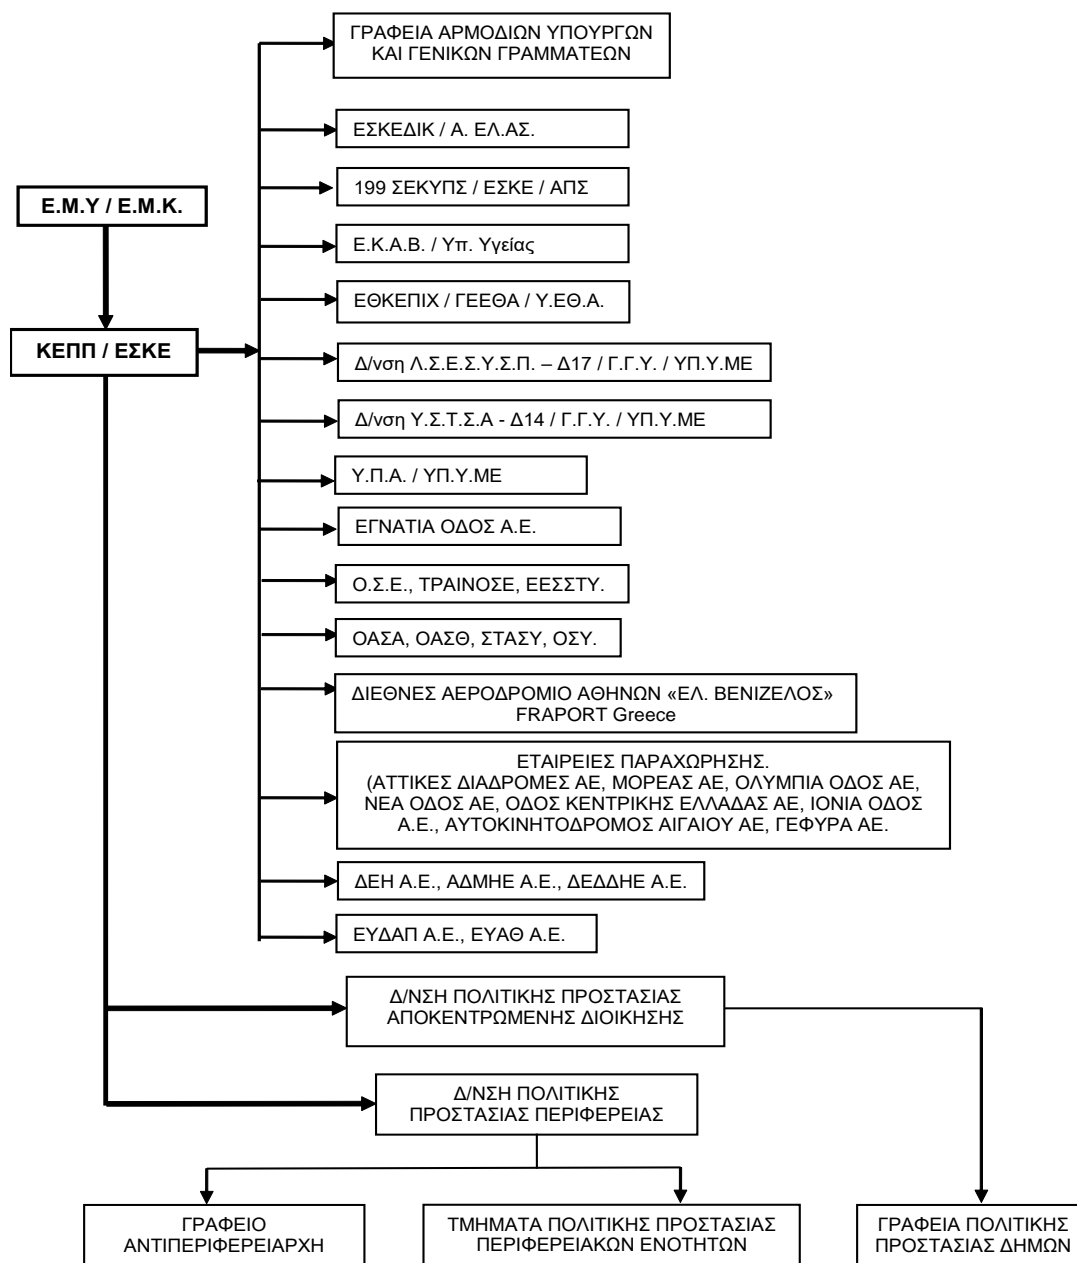 ΓΡΑΦΕΙΑ ΑΡΜΟΔΙΩΝ ΥΠΟΥΡΓΩΝ
ΚΑΙ ΓΕΝΙΚΩΝ ΓΡΑΜΜΑΤΕΩΝ
ΕΣΚΕΔΙΚ / Α. ΕΛ.ΑΣ.
199 ΣΕΚΥΠΣ / ΕΣΚΕ / ΑΠΣ
Ε.Μ.Υ / Ε.Μ.Κ.
Ε.Κ.Α.Β. / Υπ. Υγείας
ΕΘΚΕΠΙΧ / ΓΕΕΘΑ / Υ.ΕΘ.Α.
ΚΕΠΠ / ΕΣΚΕ
Δ/νση Λ.Σ.Ε.Σ.Υ.Σ.Π. – Δ17 / Γ.Γ.Υ. / ΥΠ.Υ.ΜΕ
Δ/νση Υ.Σ.Τ.Σ.Α - Δ14 / Γ.Γ.Υ. / ΥΠ.Υ.ΜΕ
Υ.Π.Α. / ΥΠ.Υ.ΜΕ
ΕΓΝΑΤΙΑ ΟΔΟΣ Α.Ε.
Ο.Σ.Ε., ΤΡΑΙΝΟΣΕ, ΕΕΣΣΤΥ.
ΟΑΣΑ, ΟΑΣΘ, ΣΤΑΣΥ, ΟΣΥ.
ΔΙΕΘΝΕΣ ΑΕΡΟΔΡΟΜΙΟ ΑΘΗΝΩΝ «ΕΛ. ΒΕΝΙΖΕΛΟΣ»
FRAPORT Greece
ΕΤΑΙΡΕΙΕΣ ΠΑΡΑΧΩΡΗΣΗΣ.
(ΑΤΤΙΚΕΣ ΔΙΑΔΡΟΜΕΣ ΑΕ, ΜΟΡΕΑΣ ΑΕ, ΟΛΥΜΠΙΑ ΟΔΟΣ ΑΕ,
ΝΕΑ ΟΔΟΣ ΑΕ, ΟΔΟΣ ΚΕΝΤΡΙΚΗΣ ΕΛΛΑΔΑΣ ΑΕ, ΙΟΝΙΑ ΟΔΟΣ
Α.Ε., ΑΥΤΟΚΙΝΗΤΟΔΡΟΜΟΣ ΑΙΓΑΙΟΥ ΑΕ, ΓΕΦΥΡΑ ΑΕ.
ΔΕΗ Α.Ε., ΑΔΜΗΕ Α.Ε., ΔΕΔΔΗΕ Α.Ε.
ΕΥΔΑΠ Α.Ε., ΕΥΑΘ Α.Ε.
Δ/ΝΣΗ ΠΟΛΙΤΙΚΗΣ ΠΡΟΣΤΑΣΙΑΣ
ΑΠΟΚΕΝΤΡΩΜΕΝΗΣ ΔΙΟΙΚΗΣΗΣ
Δ/ΝΣΗ ΠΟΛΙΤΙΚΗΣ
ΠΡΟΣΤΑΣΙΑΣ ΠΕΡΙΦΕΡΕΙΑΣ
ΓΡΑΦΕΙΟ
ΑΝΤΙΠΕΡΙΦΕΡΕΙΑΡΧΗ
ΤΜΗΜΑΤΑ ΠΟΛΙΤΙΚΗΣ ΠΡΟΣΤΑΣΙΑΣ
ΠΕΡΙΦΕΡΕΙΑΚΩΝ ΕΝΟΤΗΤΩΝ
ΓΡΑΦΕΙΑ ΠΟΛΙΤΙΚΗΣ
ΠΡΟΣΤΑΣΙΑΣ ΔΗΜΩΝ